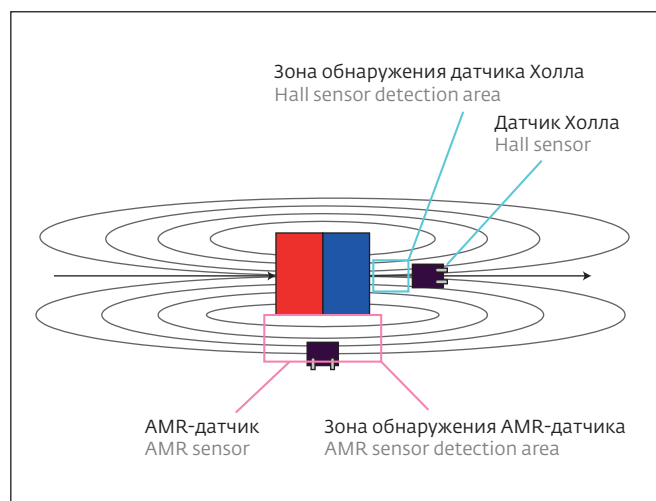 Зона обнаружения датчика Холла
Hall sensor detection area
Датчик Холла
Hall sensor
AMR-датчик
AMR sensor
Зона обнаружения AMR-датчика
AMR sensor detection area